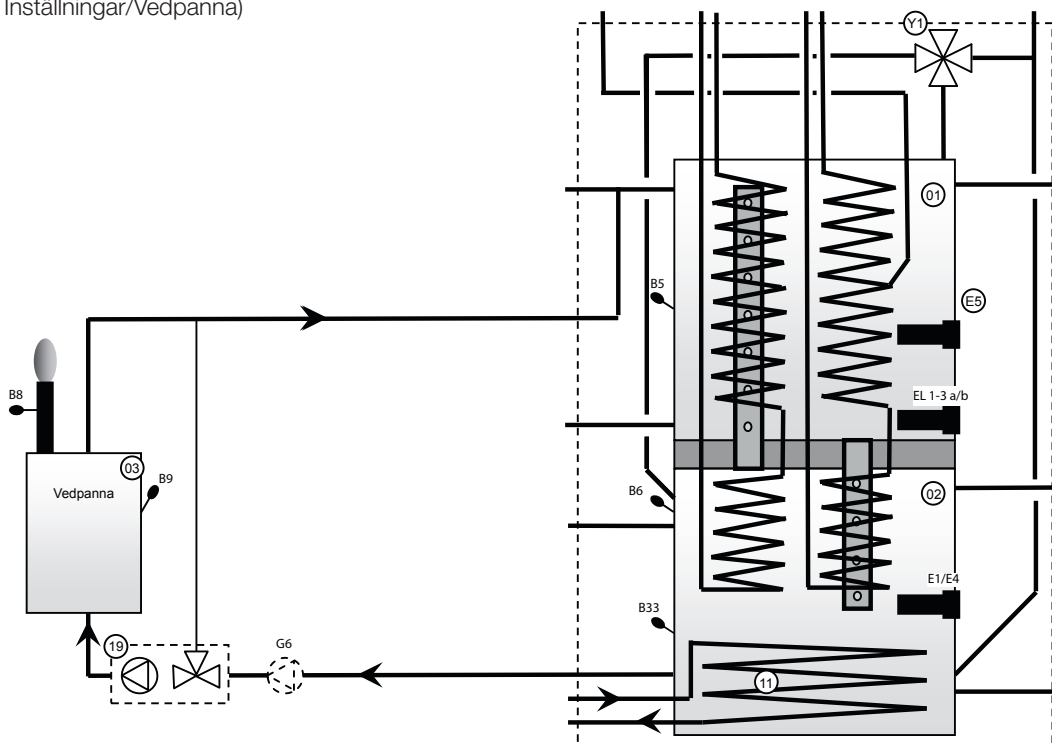 Inställningar/Vedpanna)
Y1
01
B5
E5
EL 1-3 a/b
B8
03
Vedpanna
B9
B6
02
E1/E4
B33
19
G6
11